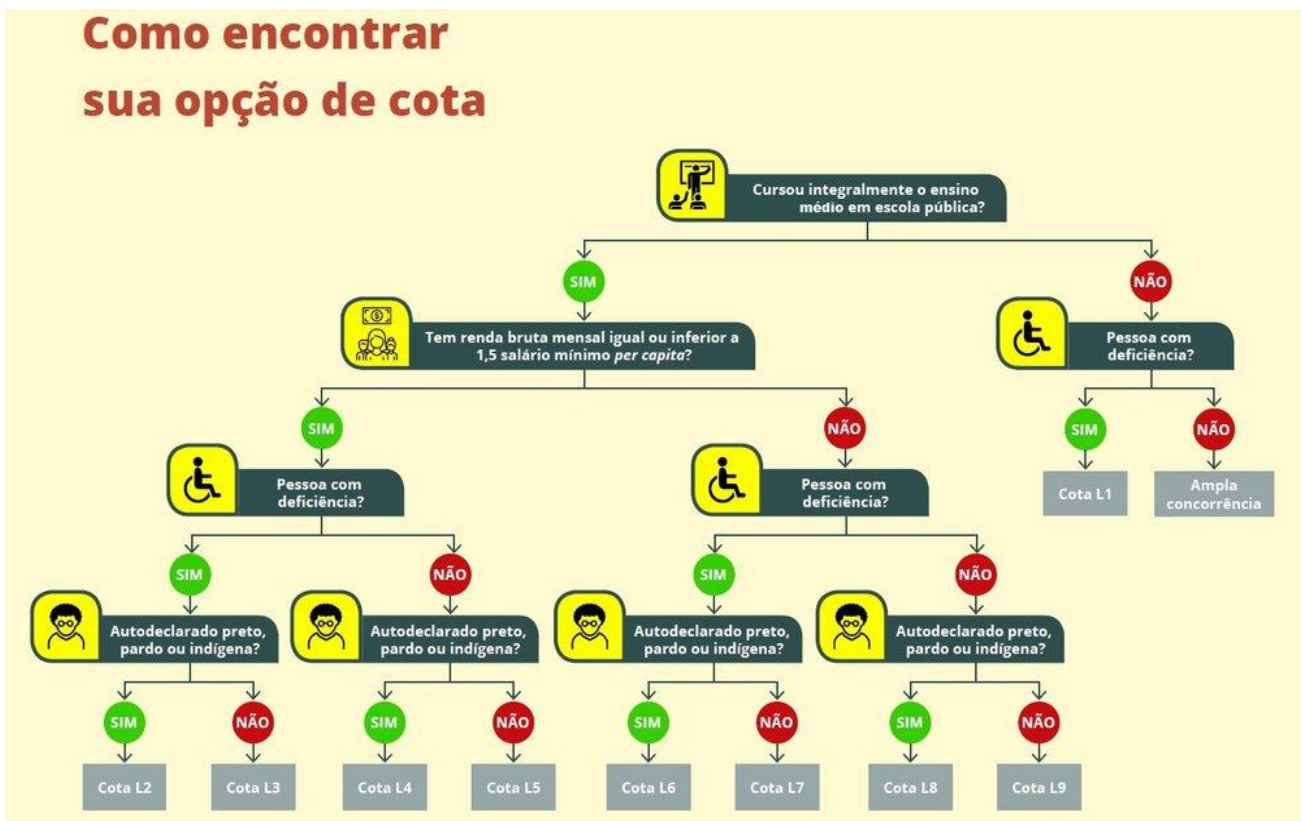 Como encontrar
sua opção de cota
Cursou integralmente o ensino
médio em escola pública?
SIM
NÃO
Tem renda bruta mensal igual ou inferior a
1,5 salário mínimo per capita?
Pessoa com
deficiência?
SIM
NÃO
SIM
NÃO
Pessoa com
deficiência?
Pessoa com
deficiência?
Cota L1
Ampla
concorrência
SIM
NÃO
SIM
NÃO
Autodeclarado preto,
pardo ou indígena?
Autodeclarado preto,
pardo ou indígena?
Autodeclarado preto,
pardo ou indígena?
Autodeclarado preto,
pardo ou indígena?
SIM
NÃO
SIM
NÃO
SIM
NÃO
SIM
NÃO
Cota L2
Cota L3
Cota L4
Cota L5
Cota L6
Cota L7
Cota L8
Cota L9